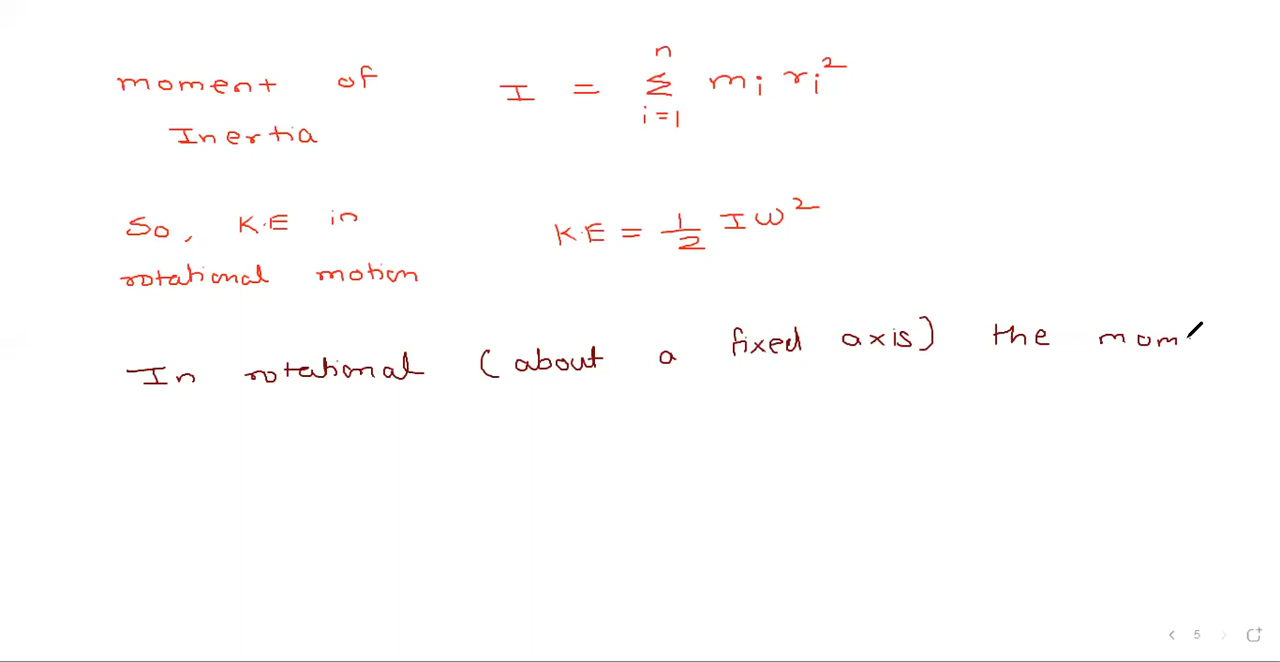 moment of Inertia
I = n Σ i=1 mi ri²
So, K.E in rotational motion
K.E = 1/2 I ω²
In rotational (about a fixed axis) the mom
5